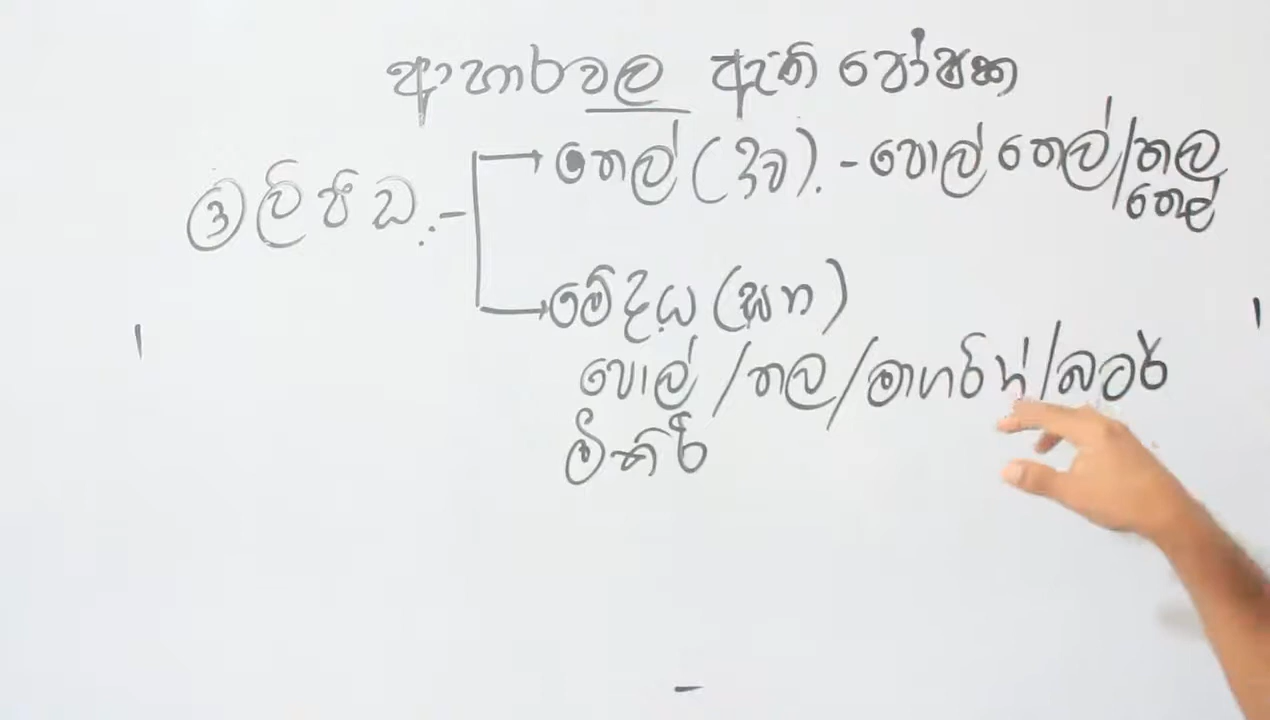 ආහාරවල ඇති පෝෂක
③ ලිපිඩ :- තෙල් (ද්‍රව) - පොල් තෙල් / තල තෙල්
මේදය (ඝන)
පොල් / තල / මාගරින් / බටර්
මීකිරි